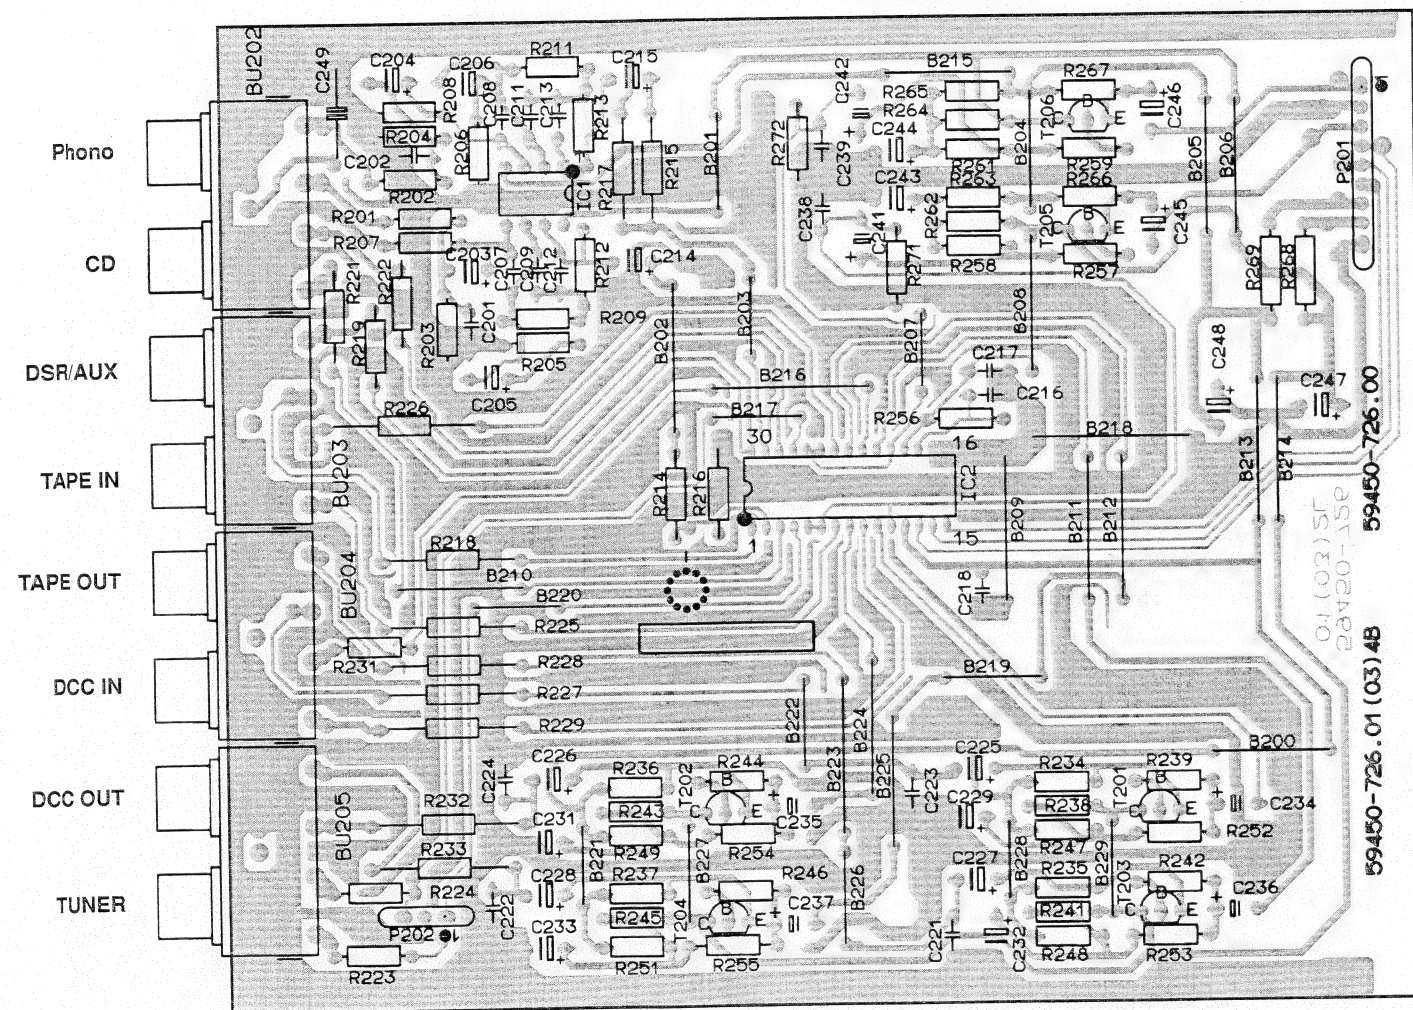 BU202
C249
C204
C206
R211
C215
C242
B215
R267
R208
C208
C211
C213
R213
R265
R264
T206
B
C
E
C246
P201
1
Phono
R204
R206
C202
R202
IC1
R217
R215
B201
R272
C239
C244
R261
R263
B204
R259
R266
B205
B206
R201
R207
C238
C243
C241
R262
T205
B
C
E
C245
CD
R221
R222
C203
C207
C209
C212
R212
C214
R271
R258
R257
R269
R268
R219
R203
C201
R209
R205
B202
B203
B207
B208
C248
DSR/AUX
C205
B216
C217
C216
C247
R226
B217
R256
30
16
B218
TAPE IN
BU203
R214
R216
IC2
B209
B211
B212
B213
B214
59450-726.00
1
15
TAPE OUT
R218
BU204
B210
B220
C218
01 (03) 2L
59450-726
R225
R231
R228
B219
DCC IN
R227
R229
B222
B224
B223
B225
B200
59450-726.01 (03) 4B
C224
C226
R236
T202
R244
B
C
E
C223
C225
R234
T201
R239
B
C
E
DCC OUT
R232
BU205
C231
R243
R249
C235
R254
C229
R238
R247
C234
R252
R233
B221
B227
C227
B228
B229
R242
TUNER
R224
C228
R237
R246
B226
R235
T203
B
C
E
C236
P202
1
C222
C233
R245
T204
B
C
E
C237
C221
C232
R241
R223
R251
R255
R248
R253